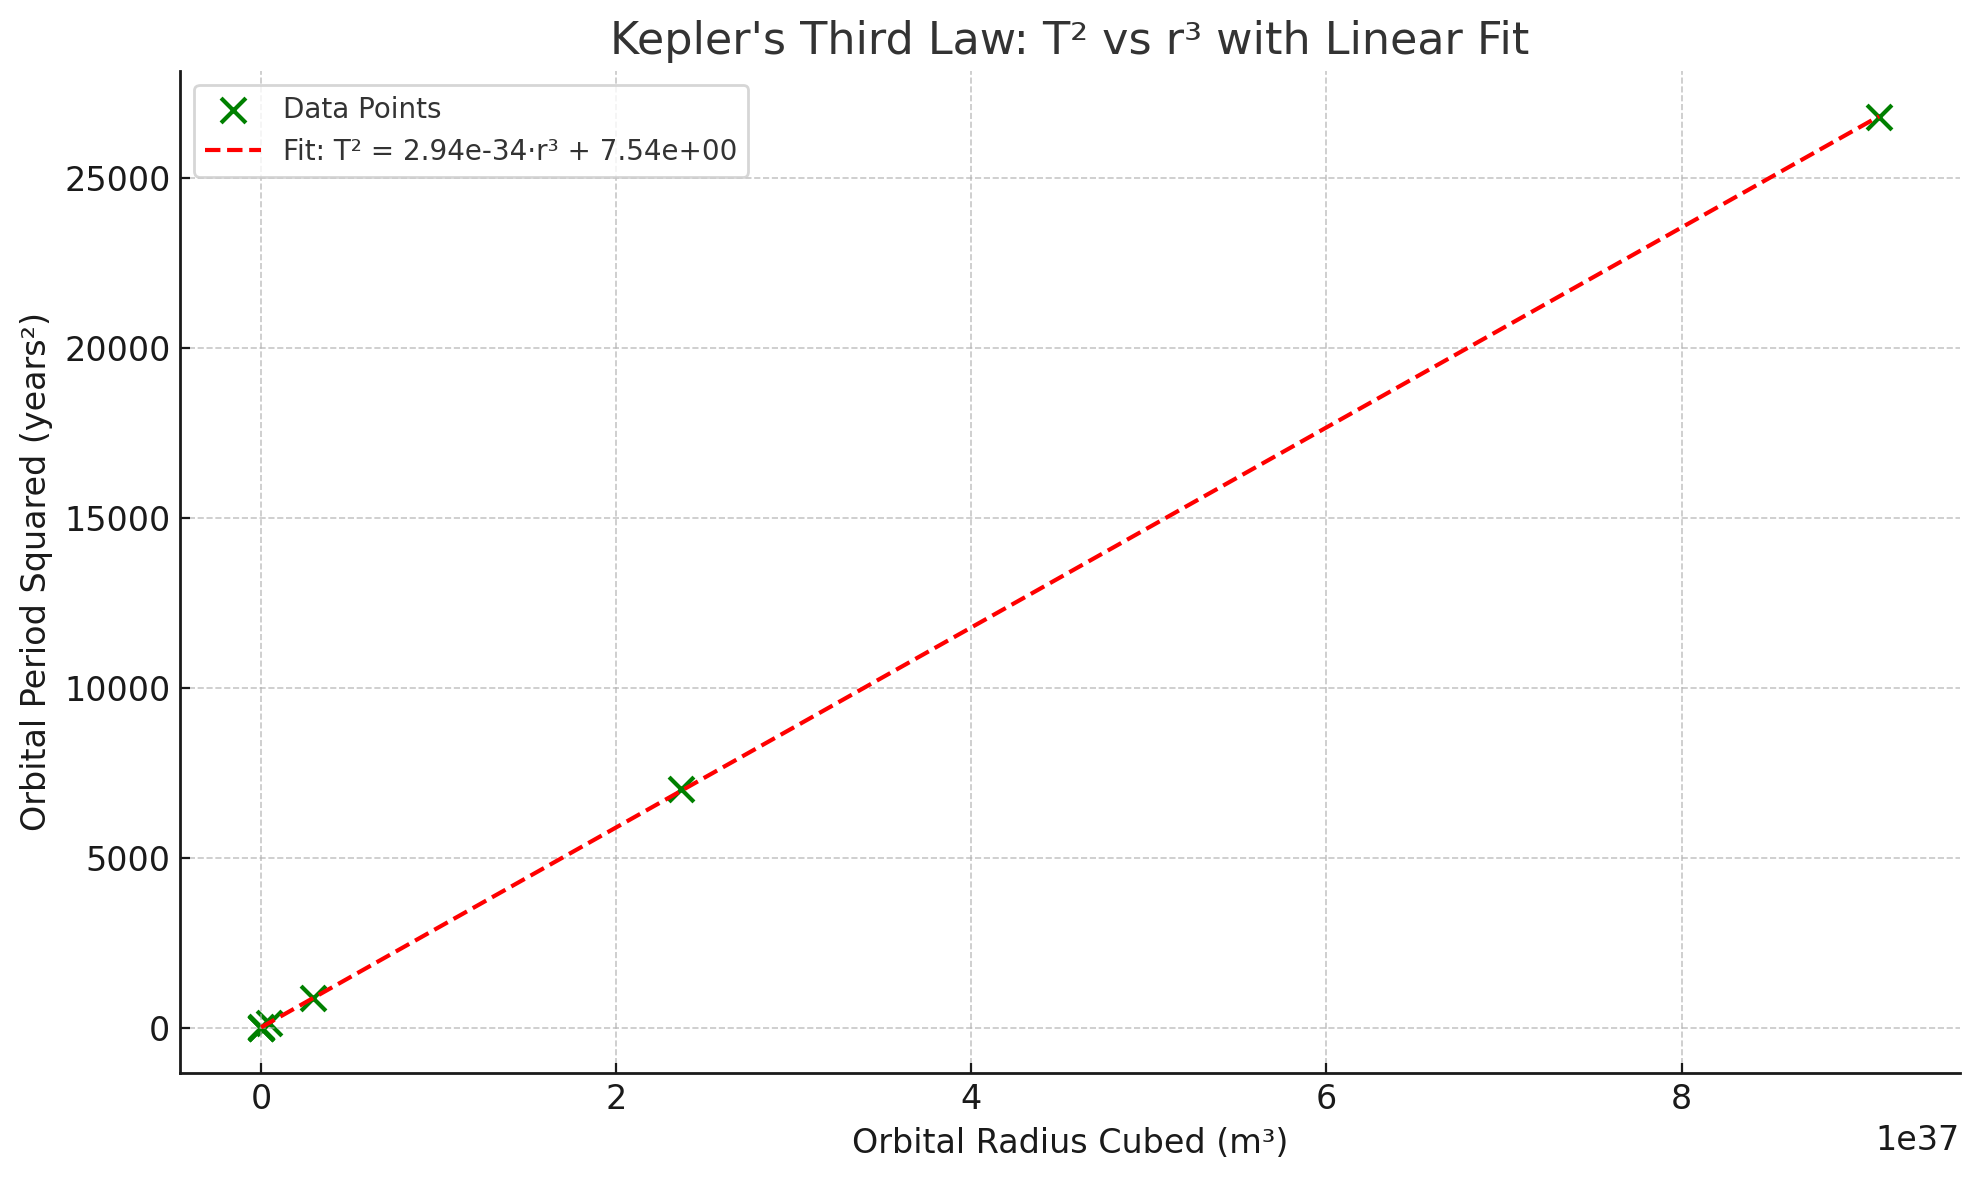 Kepler's Third Law: T² vs r³ with Linear Fit
Data Points
Fit: T² = 2.94e-34·r³ + 7.54e+00
Orbital Period Squared (years²)
25000
20000
15000
10000
5000
0
0 2 4 6 8
1e37
Orbital Radius Cubed (m³)